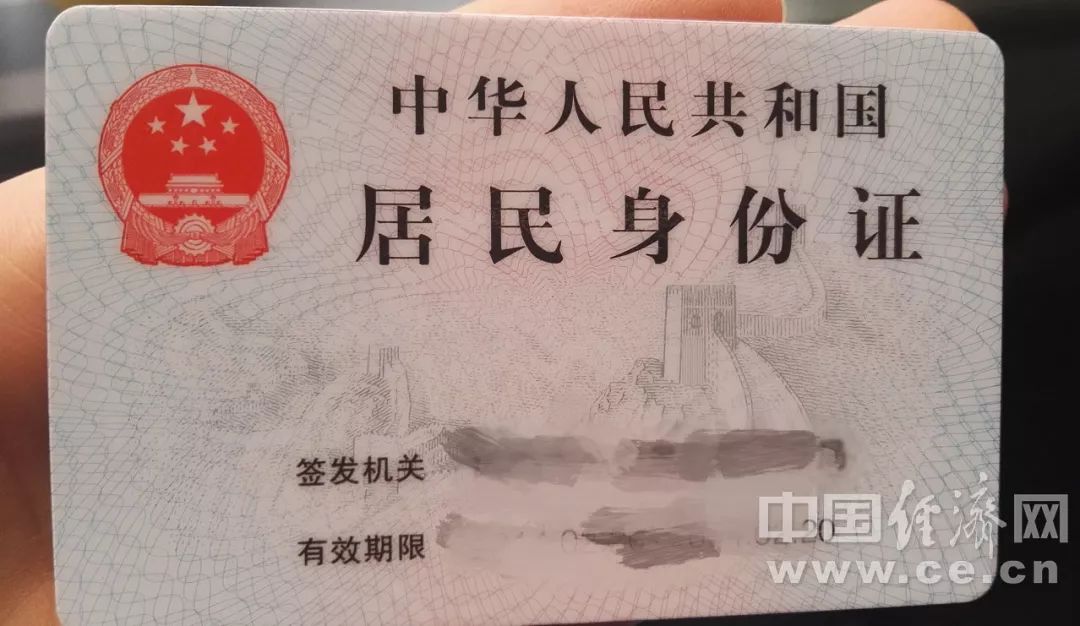 中华人民共和国
居民身份证
签发机关
有效期限 20
中国经济网
www.ce.cn